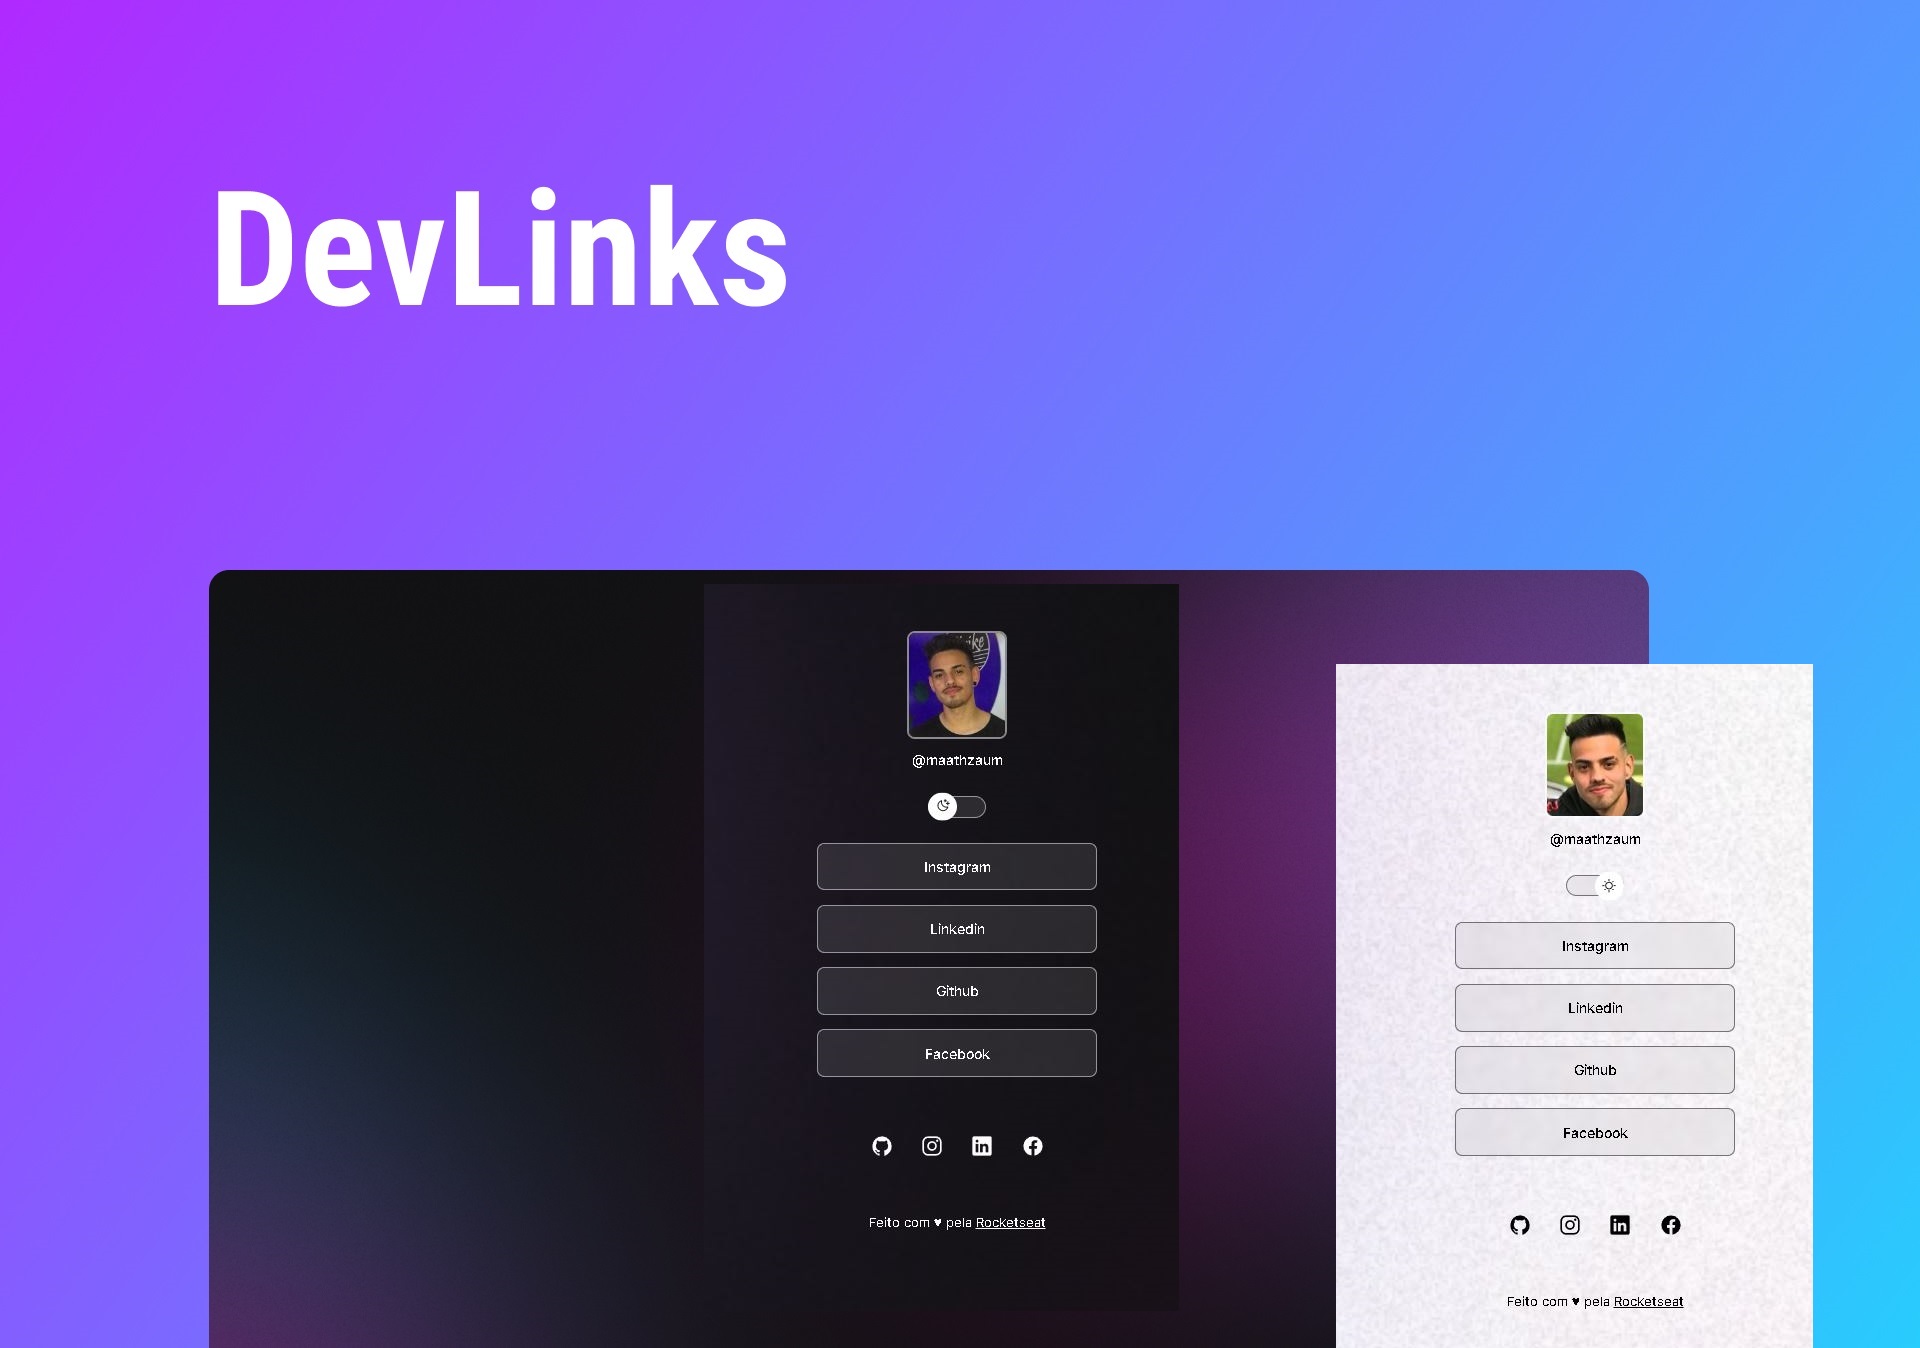 DevLinks
@maathzaum
Instagram
Linkedin
Github
Facebook
Feito com ♥ pela Rocketseat
@maathzaum
Instagram
Linkedin
Github
Facebook
Feito com ♥ pela Rocketseat